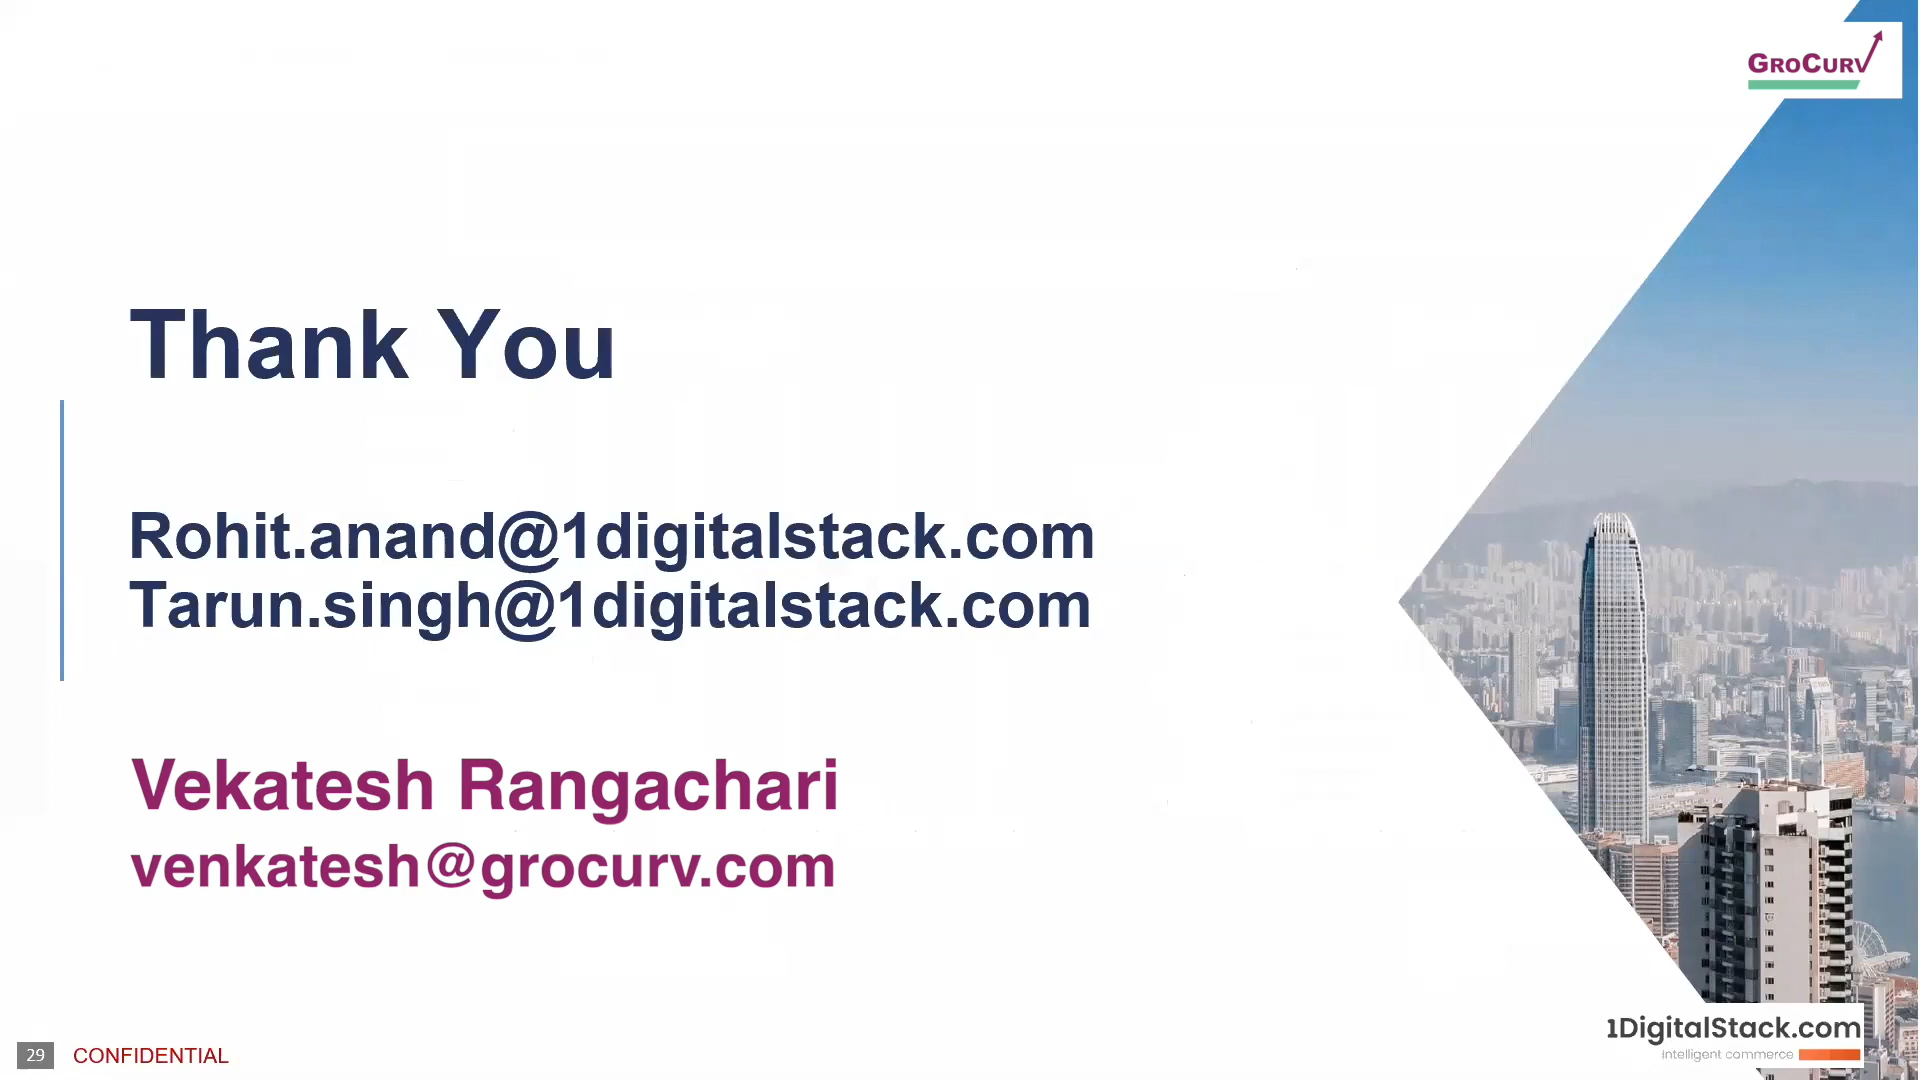 GROCURV
Thank You
Rohit.anand@1digitalstack.com
Tarun.singh@1digitalstack.com
Vekatesh Rangachari
venkatesh@grocurv.com
1DigitalStack.com
Intelligent commerce
29 CONFIDENTIAL